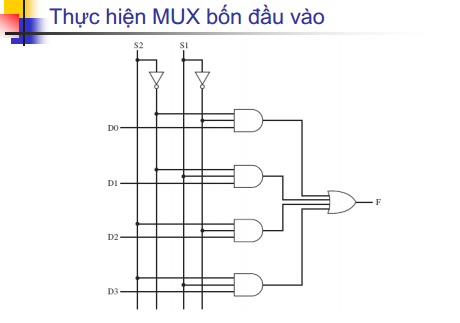 Thực hiện MUX bốn đầu vào
S2 S1
D0
D1
F
D2
D3